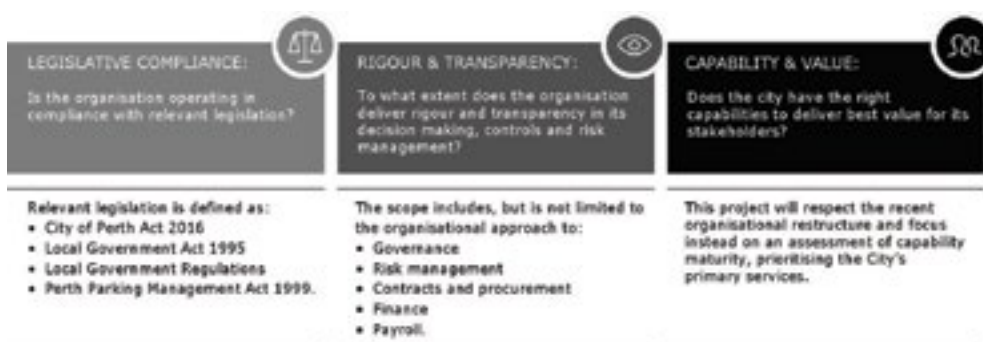 LEGISLATIVE COMPLIANCE:
Is the organisation operating in
compliance with relevant legislation?
Relevant legislation is defined as:
• City of Perth Act 2016
• Local Government Act 1995
• Local Government Regulations
• Perth Parking Management Act 1999.
RIGOUR & TRANSPARENCY:
To what extent does the organisation
deliver rigour and transparency in its
decision making, controls and risk
management?
The scope includes, but is not limited to
the organisational approach to:
• Governance
• Risk management
• Contracts and procurement
• Finance
• Payroll.
CAPABILITY & VALUE:
Does the city have the right
capabilities to deliver best value for its
stakeholders?
This project will respect the recent
organisational restructure and focus
instead on an assessment of capability
maturity, prioritising the City's
primary services.